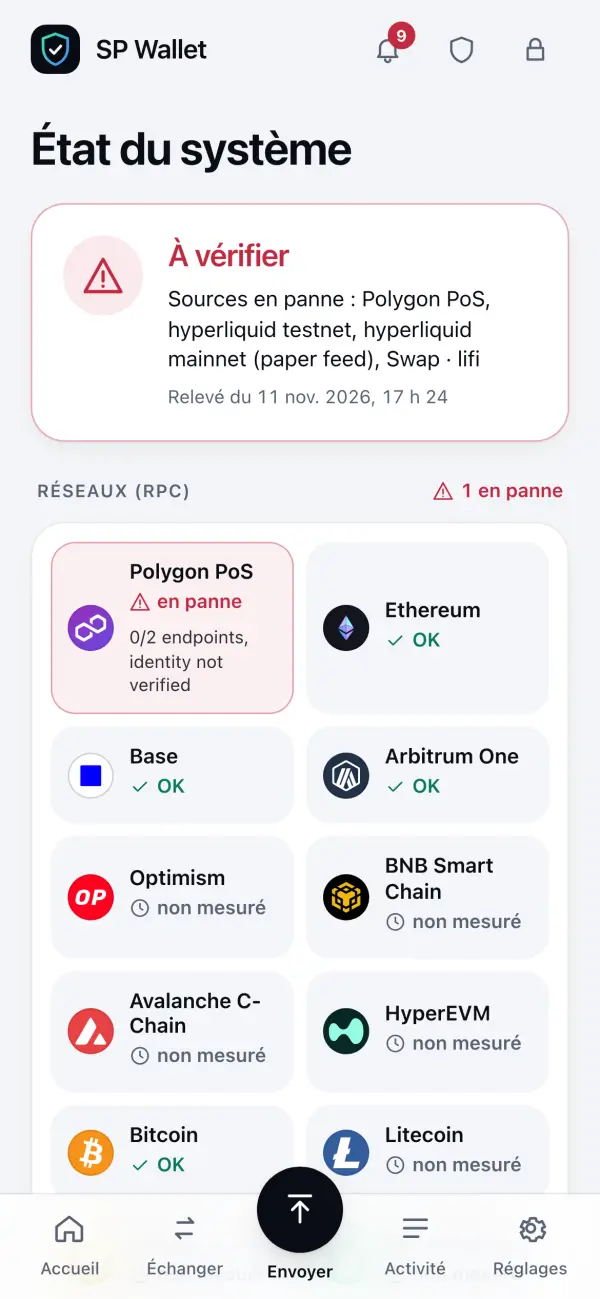 SP Wallet
9
État du système
À vérifier
Sources en panne : Polygon PoS,
hyperliquid testnet, hyperliquid
mainnet (paper feed), Swap · lifi
Relevé du 11 nov. 2026, 17 h 24
RÉSEAUX (RPC)
1 en panne
Polygon PoS
en panne
0/2 endpoints,
identity not
verified
Ethereum
OK
Base
OK
Arbitrum One
OK
OP
Optimism
non mesuré
BNB Smart
Chain
non mesuré
Avalanche C-
Chain
non mesuré
HyperEVM
non mesuré
Bitcoin
OK
Litecoin
non mesuré
Accueil
Échanger
Envoyer
Activité
Réglages